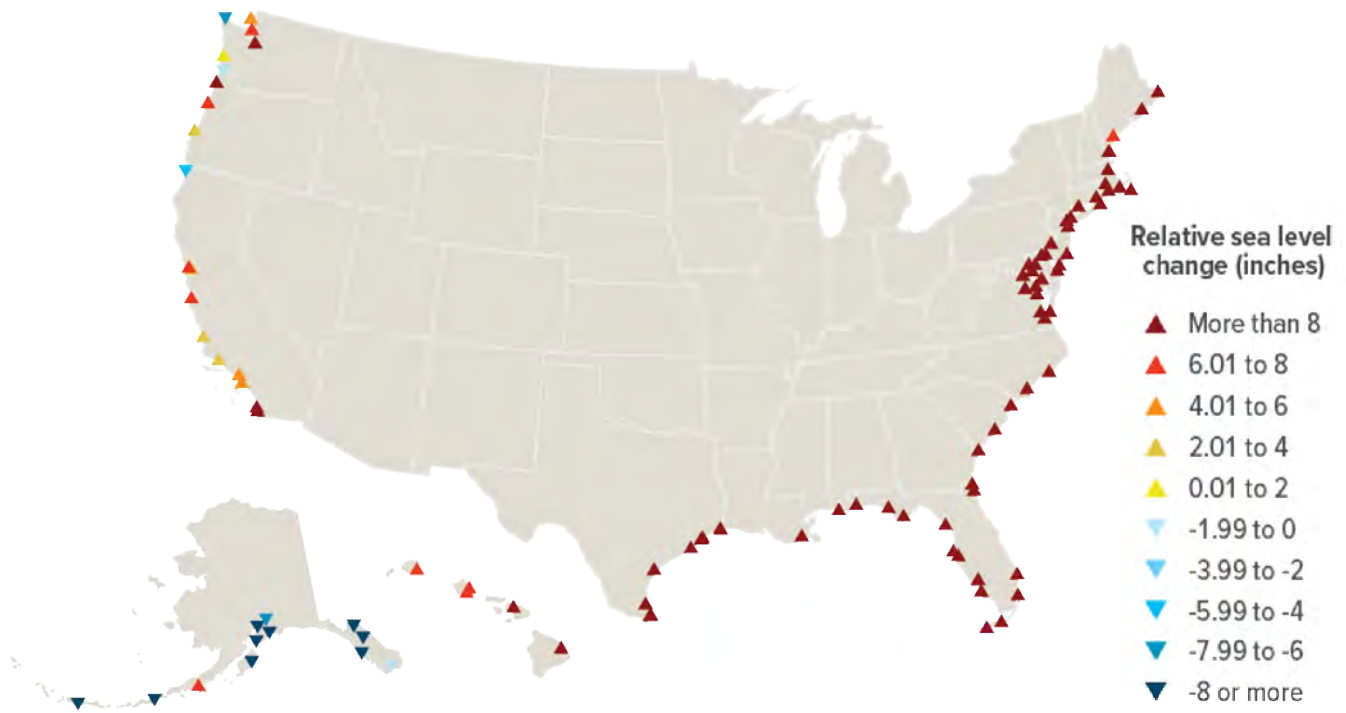 Relative sea level
change (inches)
More than 8
6.01 to 8
4.01 to 6
2.01 to 4
0.01 to 2
-1.99 to 0
-3.99 to -2
-5.99 to -4
-7.99 to -6
-8 or more